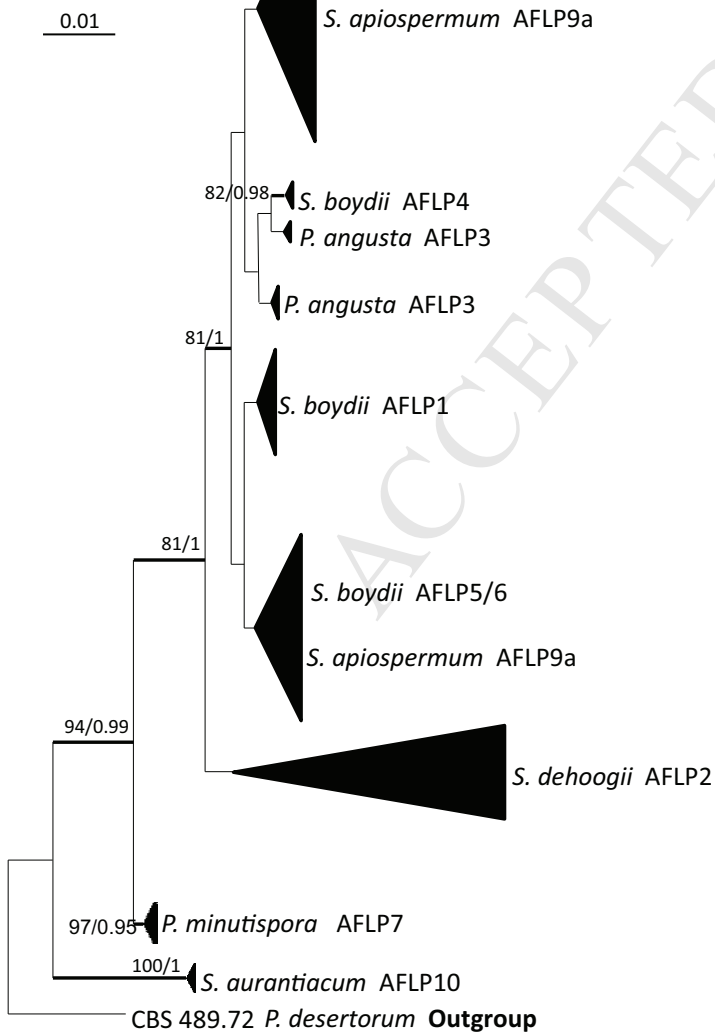 0.01
S. apiospermum AFLP9a
82/0.98
S. boydii AFLP4
P. angusta AFLP3
P. angusta AFLP3
81/1
S. boydii AFLP1
81/1
S. boydii AFLP5/6
S. apiospermum AFLP9a
94/0.99
S. dehoogii AFLP2
97/0.95
P. minutispora AFLP7
100/1
S. aurantiacum AFLP10
CBS 489.72 P. desertorum Outgroup
ACCEPTE